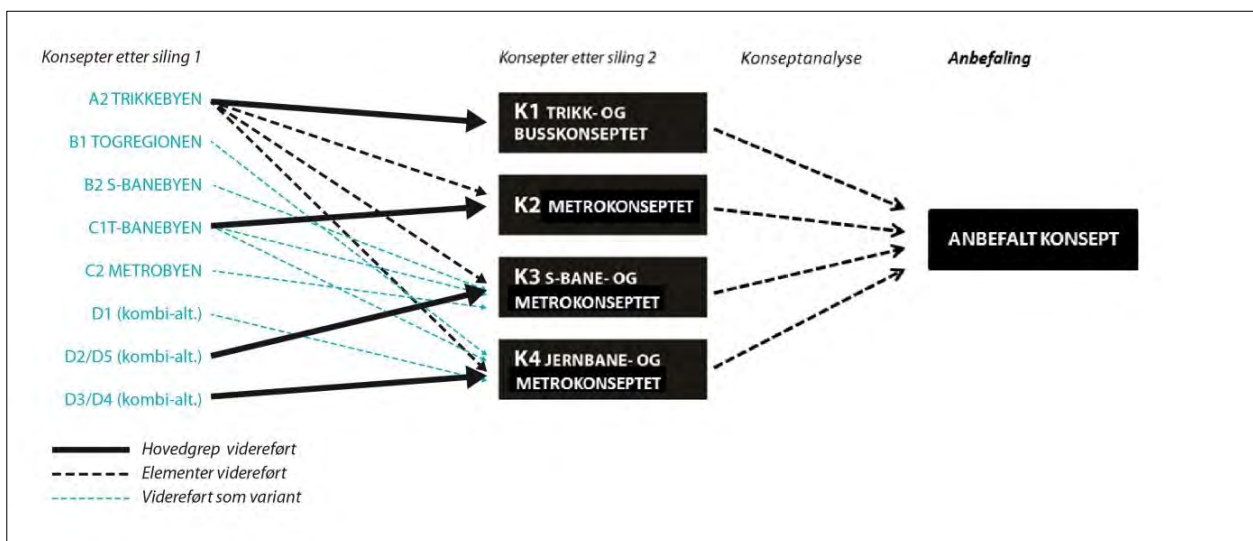 Konsepter etter siling 1
Konsepter etter siling 2
Konseptanalyse
Anbefaling
A2 TRIKKEBYEN
B1 TOGREGIONEN
B2 S-BANEBYEN
C1T-BANEBYEN
C2 METROBYEN
D1 (kombi-alt.)
D2/D5 (kombi-alt.)
D3/D4 (kombi-alt.)
K1 TRIKK- OG
BUSSKONSEPTET
K2 METROKONSEPTET
K3 S-BANE- OG
METROKONSEPTET
K4 JERNBANE- OG
METROKONSEPTET
ANBEFALT KONSEPT
Hovedgrep videreført
Elementer videreført
Videreført som variant